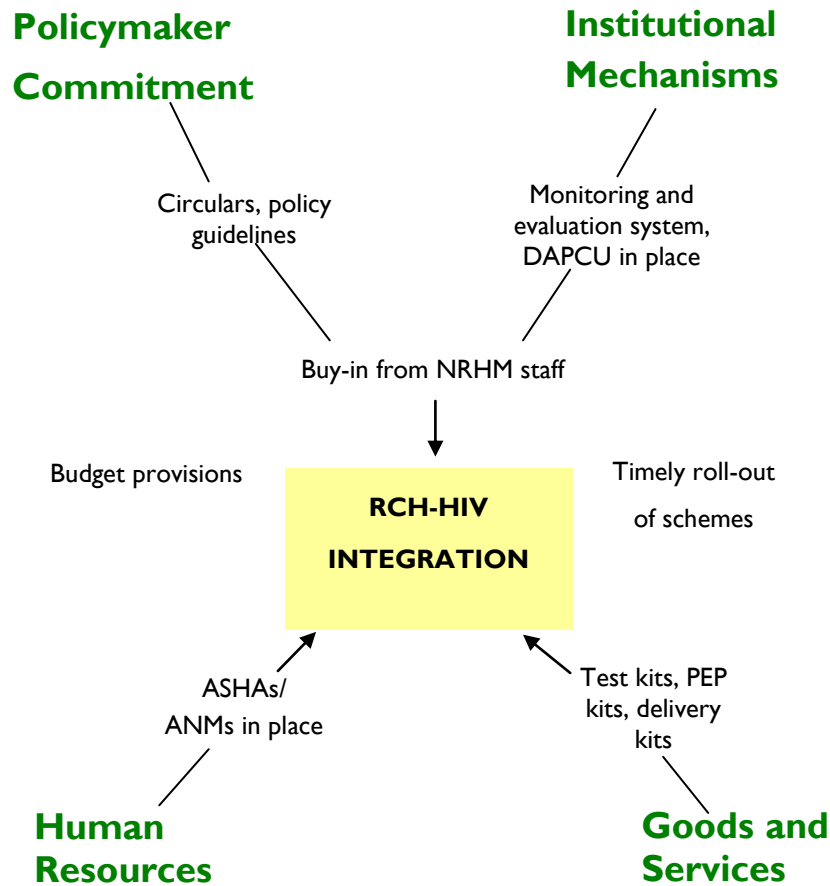 Policymaker
Commitment
Institutional
Mechanisms
Circulars, policy
guidelines
Monitoring and
evaluation system,
DAPCU in place
Buy-in from NRHM staff
Budget provisions
RCH-HIV
INTEGRATION
Timely roll-out
of schemes
ASHAs/
ANMs in place
Test kits, PEP
kits, delivery
kits
Human
Resources
Goods and
Services